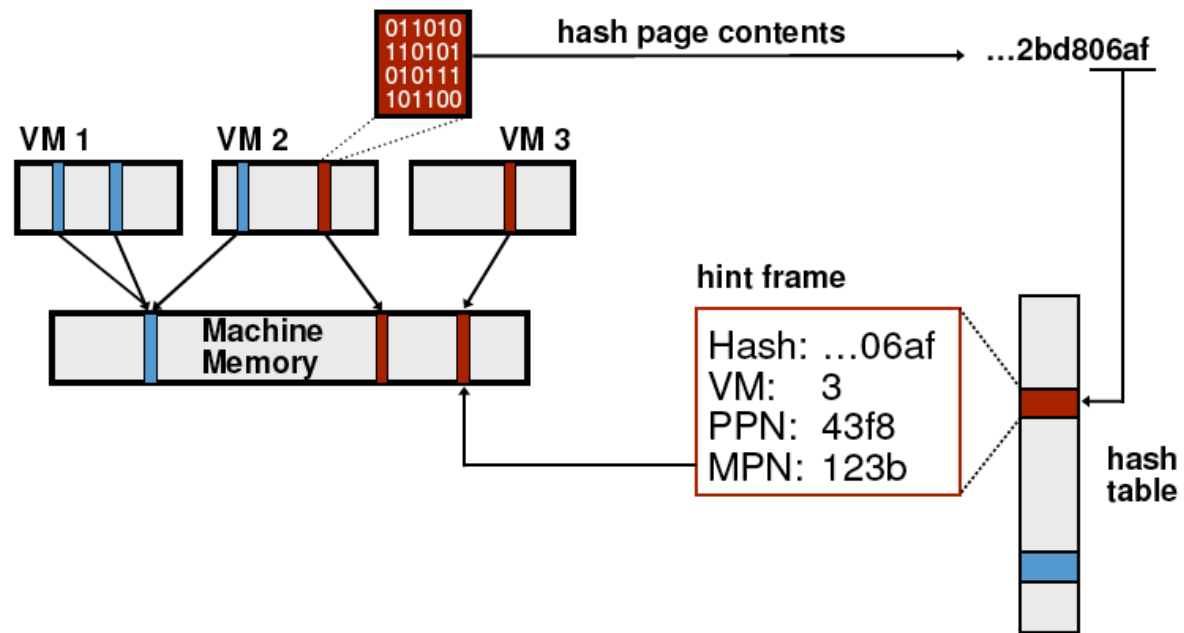 011010
110101
010111
101100
hash page contents
...2bd806af
VM 1
VM 2
VM 3
Machine
Memory
hint frame
Hash: ...06af
VM: 3
PPN: 43f8
MPN: 123b
hash
table